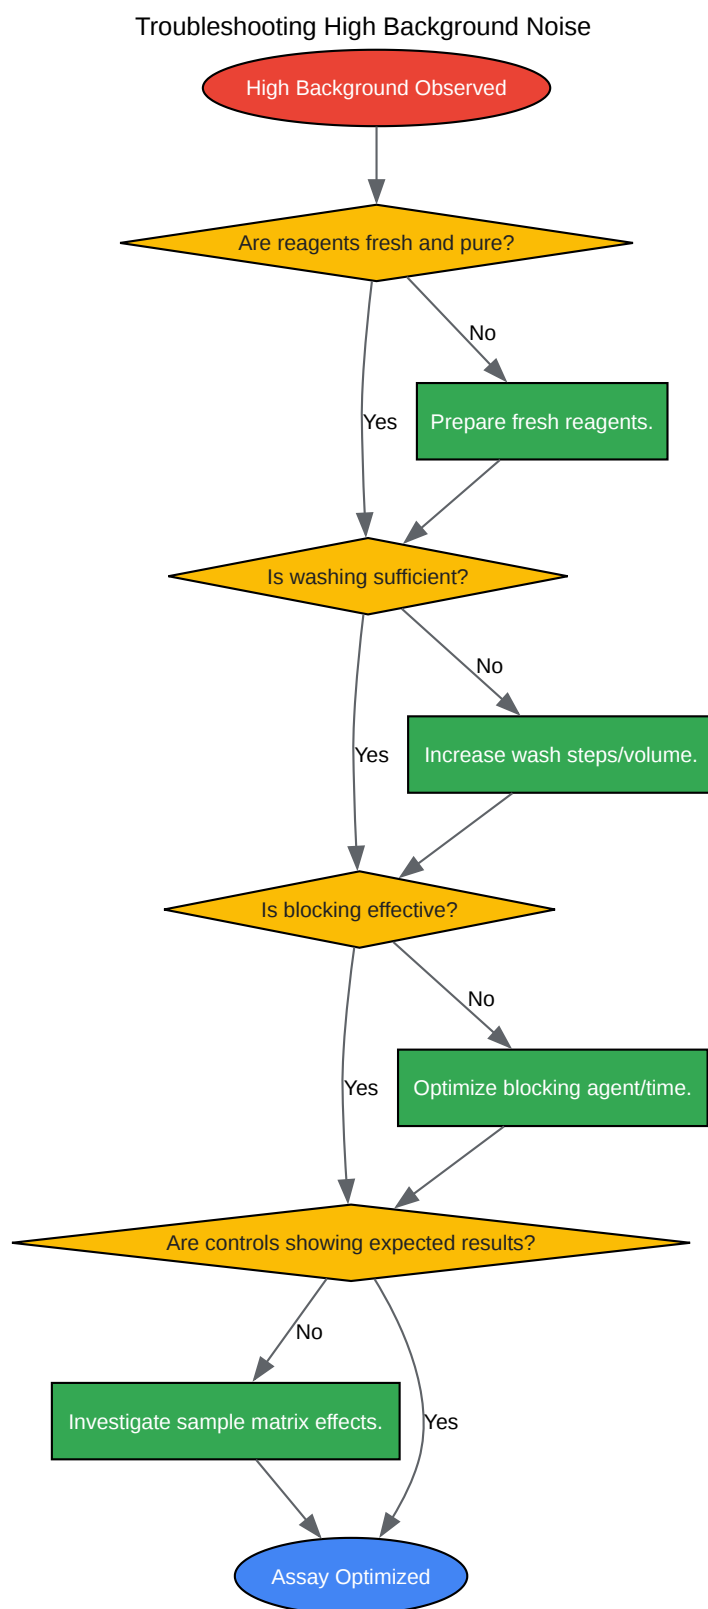 Troubleshooting High Background Noise
High Background Observed
Are reagents fresh and pure?
No
Yes
Prepare fresh reagents.
Is washing sufficient?
No
Yes
Increase wash steps/volume.
Is blocking effective?
No
Yes
Optimize blocking agent/time.
Are controls showing expected results?
No
Investigate sample matrix effects.
Yes
Assay Optimized